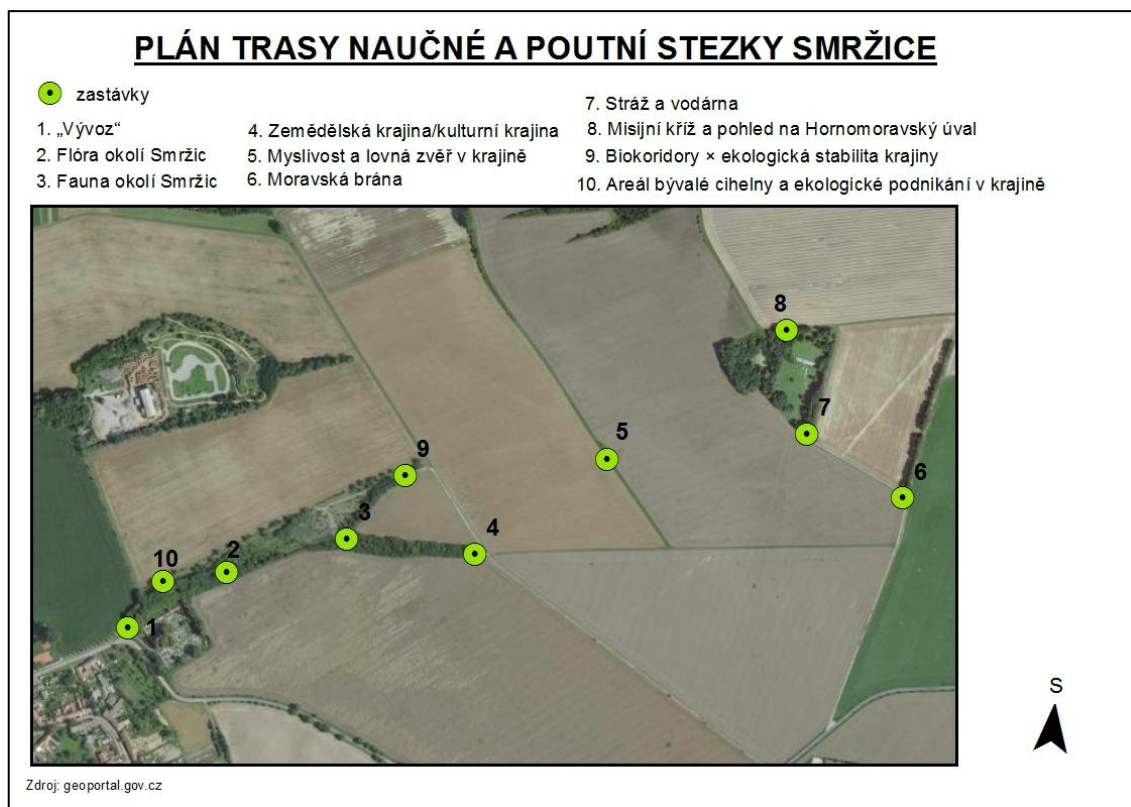 PLÁN TRASY NAUČNÉ A POUTNÍ STEZKY SMRŽICE
zastávky
1. „Vývoz“
2. Flóra okolí Smržic
3. Fauna okolí Smržic
4. Zemědělská krajina/kulturní krajina
5. Myslivost a lovná zvěř v krajině
6. Moravská brána
7. Stráž a vodárna
8. Misijní kříž a pohled na Hornomoravský úval
9. Biokoridory × ekologická stabilita krajiny
10. Areál bývalé cihelny a ekologické podnikání v krajině
8
7
5
9
6
3
4
2
10
1
S
Zdroj: geoportal.gov.cz